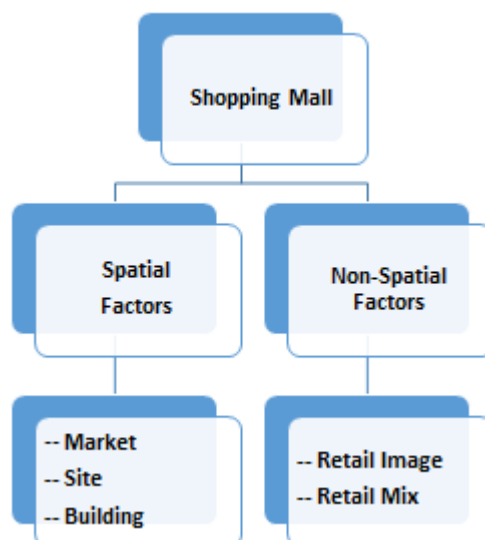 Shopping Mall
Spatial
Factors
Non-Spatial
Factors
-- Market
-- Site
-- Building
-- Retail Image
-- Retail Mix